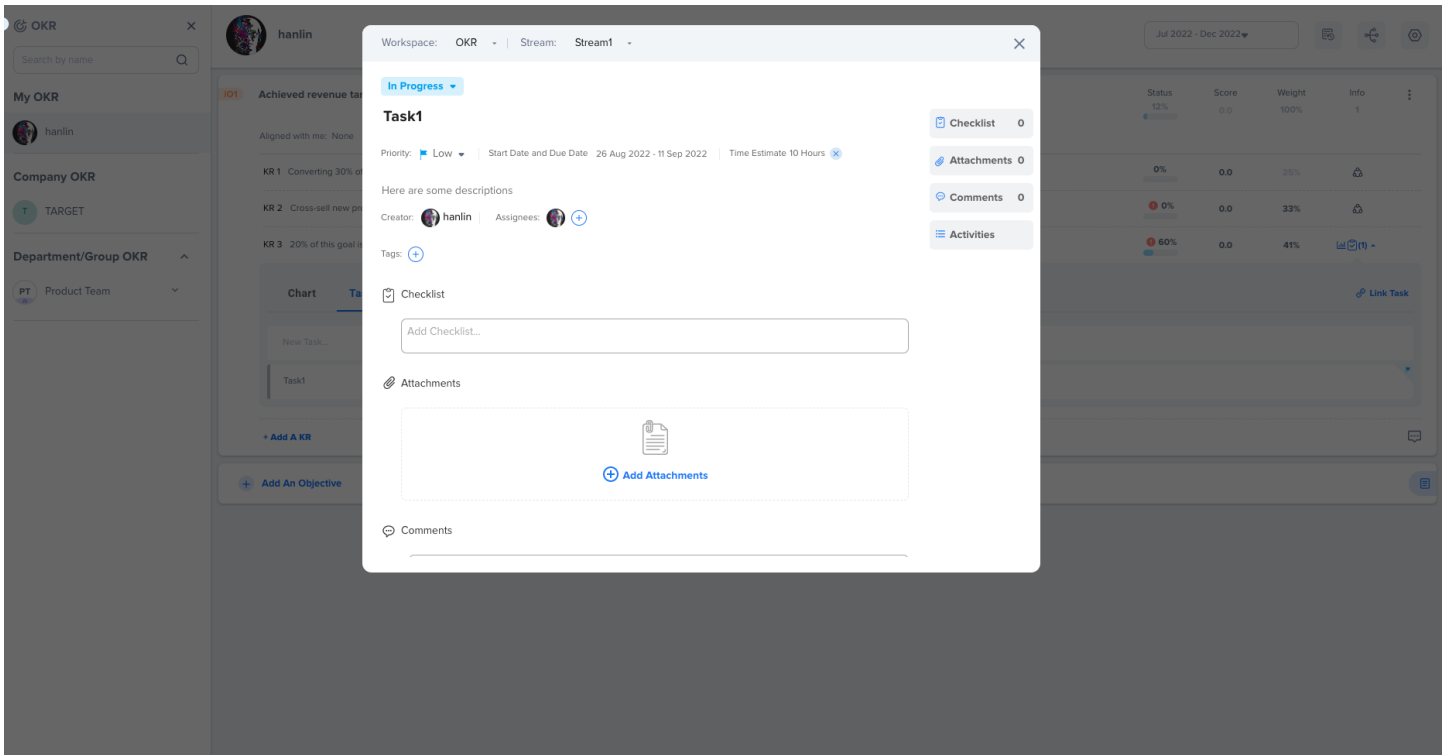 OKR
Search by name
My OKR
hanlin
Company OKR
T TARGET
Department/Group OKR
PT Product Team
hanlin
Jul 2022 - Dec 2022
ID1 Achieved revenue tar
Status Score Weight Info
12% 0.0 100% 1
Aligned with me: None
KR 1 Converting 30% of
0% 0.0 25%
KR 2 Cross-sell new pr
0% 0.0 33%
KR 3 20% of this goal is
60% 0.0 41% (1)
Chart Ta
Link Task
New Task...
Task1
+ Add A KR
Add An Objective
Workspace: OKR Stream: Stream1
In Progress
Task1
Priority: Low Start Date and Due Date 26 Aug 2022 - 11 Sep 2022 Time Estimate 10 Hours
Here are some descriptions
Creator: hanlin Assignees:
Tags:
Checklist
Add Checklist...
Attachments
Add Attachments
Comments
Checklist 0
Attachments 0
Comments 0
Activities